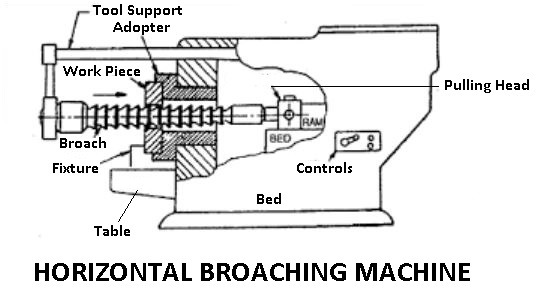 Tool Support
Adopter
Work Piece
Pulling Head
RAM
BED
Broach
Fixture
Controls
Bed
Table
HORIZONTAL BROACHING MACHINE